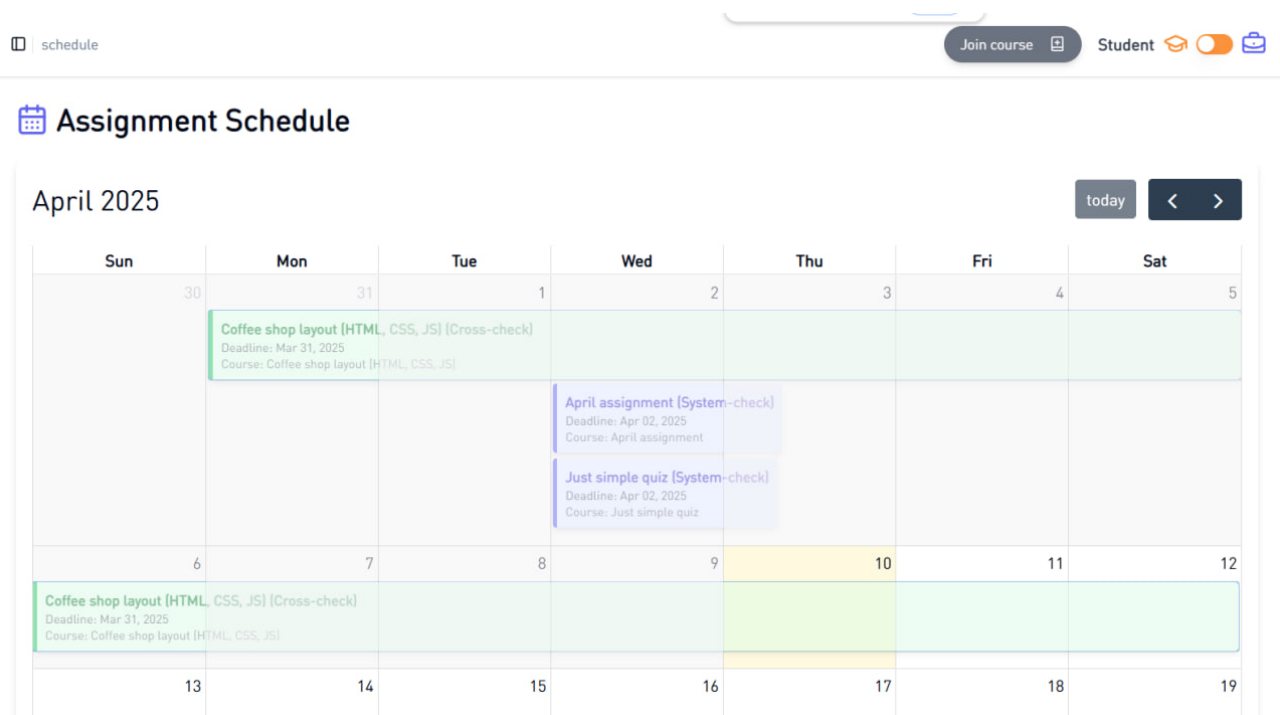 schedule
Join course
Student
Assignment Schedule
April 2025
today
Sun Mon Tue Wed Thu Fri Sat
30 31 1 2 3 4 5
Coffee shop layout (HTML, CSS, JS) (Cross-check)
Deadline: Mar 31, 2025
Course: Coffee shop layout (HTML, CSS, JS)
April assignment (System-check)
Deadline: Apr 02, 2025
Course: April assignment
Just simple quiz (System-check)
Deadline: Apr 02, 2025
Course: Just simple quiz
6 7 8 9 10 11 12
Coffee shop layout (HTML, CSS, JS) (Cross-check)
Deadline: Mar 31, 2025
Course: Coffee shop layout (HTML, CSS, JS)
13 14 15 16 17 18 19